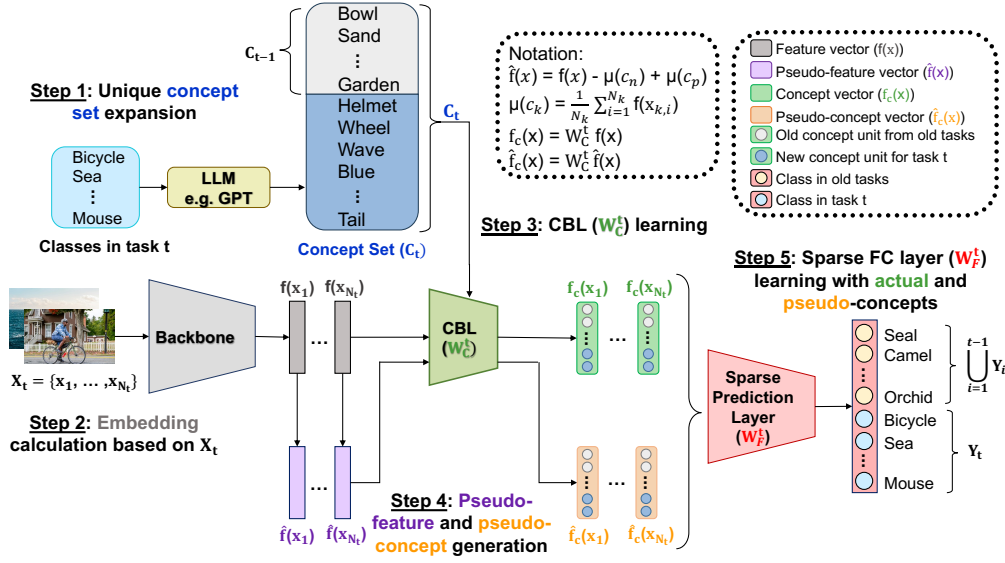 Bowl
Sand
⋮
Garden
Helmet
Wheel
Wave
Blue
⋮
Tail
C_{t-1}
C_t
Concept Set (C_t)
Step 1: Unique concept
set expansion
Bicycle
Sea
⋮
Mouse
Classes in task t
LLM
e.g. GPT
Notation:
f̂(x) = f(x) - μ(c_n) + μ(c_p)
μ(c_k) = \frac{1}{N_k} ∑_{i=1}^{N_k} f(x_{k,i})
f_c(x) = W_C^t f(x)
f̂_c(x) = W_C^t f̂(x)
Feature vector (f(x))
Pseudo-feature vector (f̂(x))
Concept vector (f_c(x))
Pseudo-concept vector (f̂_c(x))
Old concept unit from old tasks
New concept unit for task t
Class in old tasks
Class in task t
Step 3: CBL (W_C^t) learning
Step 5: Sparse FC layer (W_F^t)
learning with actual and
pseudo-concepts
X_t = {x_1, … ,x_{N_t}}
Backbone
Step 2: Embedding
calculation based on X_t
f(x_1) f(x_{N_t})
...
f̂(x_1) f̂(x_{N_t})
...
CBL
(W_C^t)
Step 4: Pseudo-
feature and pseudo-
concept generation
f_c(x_1) f_c(x_{N_t})
...
f̂_c(x_1) f̂_c(x_{N_t})
...
Sparse
Prediction
Layer
(W_F^t)
Seal
Camel
⋮
Orchid
Bicycle
Sea
⋮
Mouse
⋃_{i=1}^{t-1} Y_i
Y_t